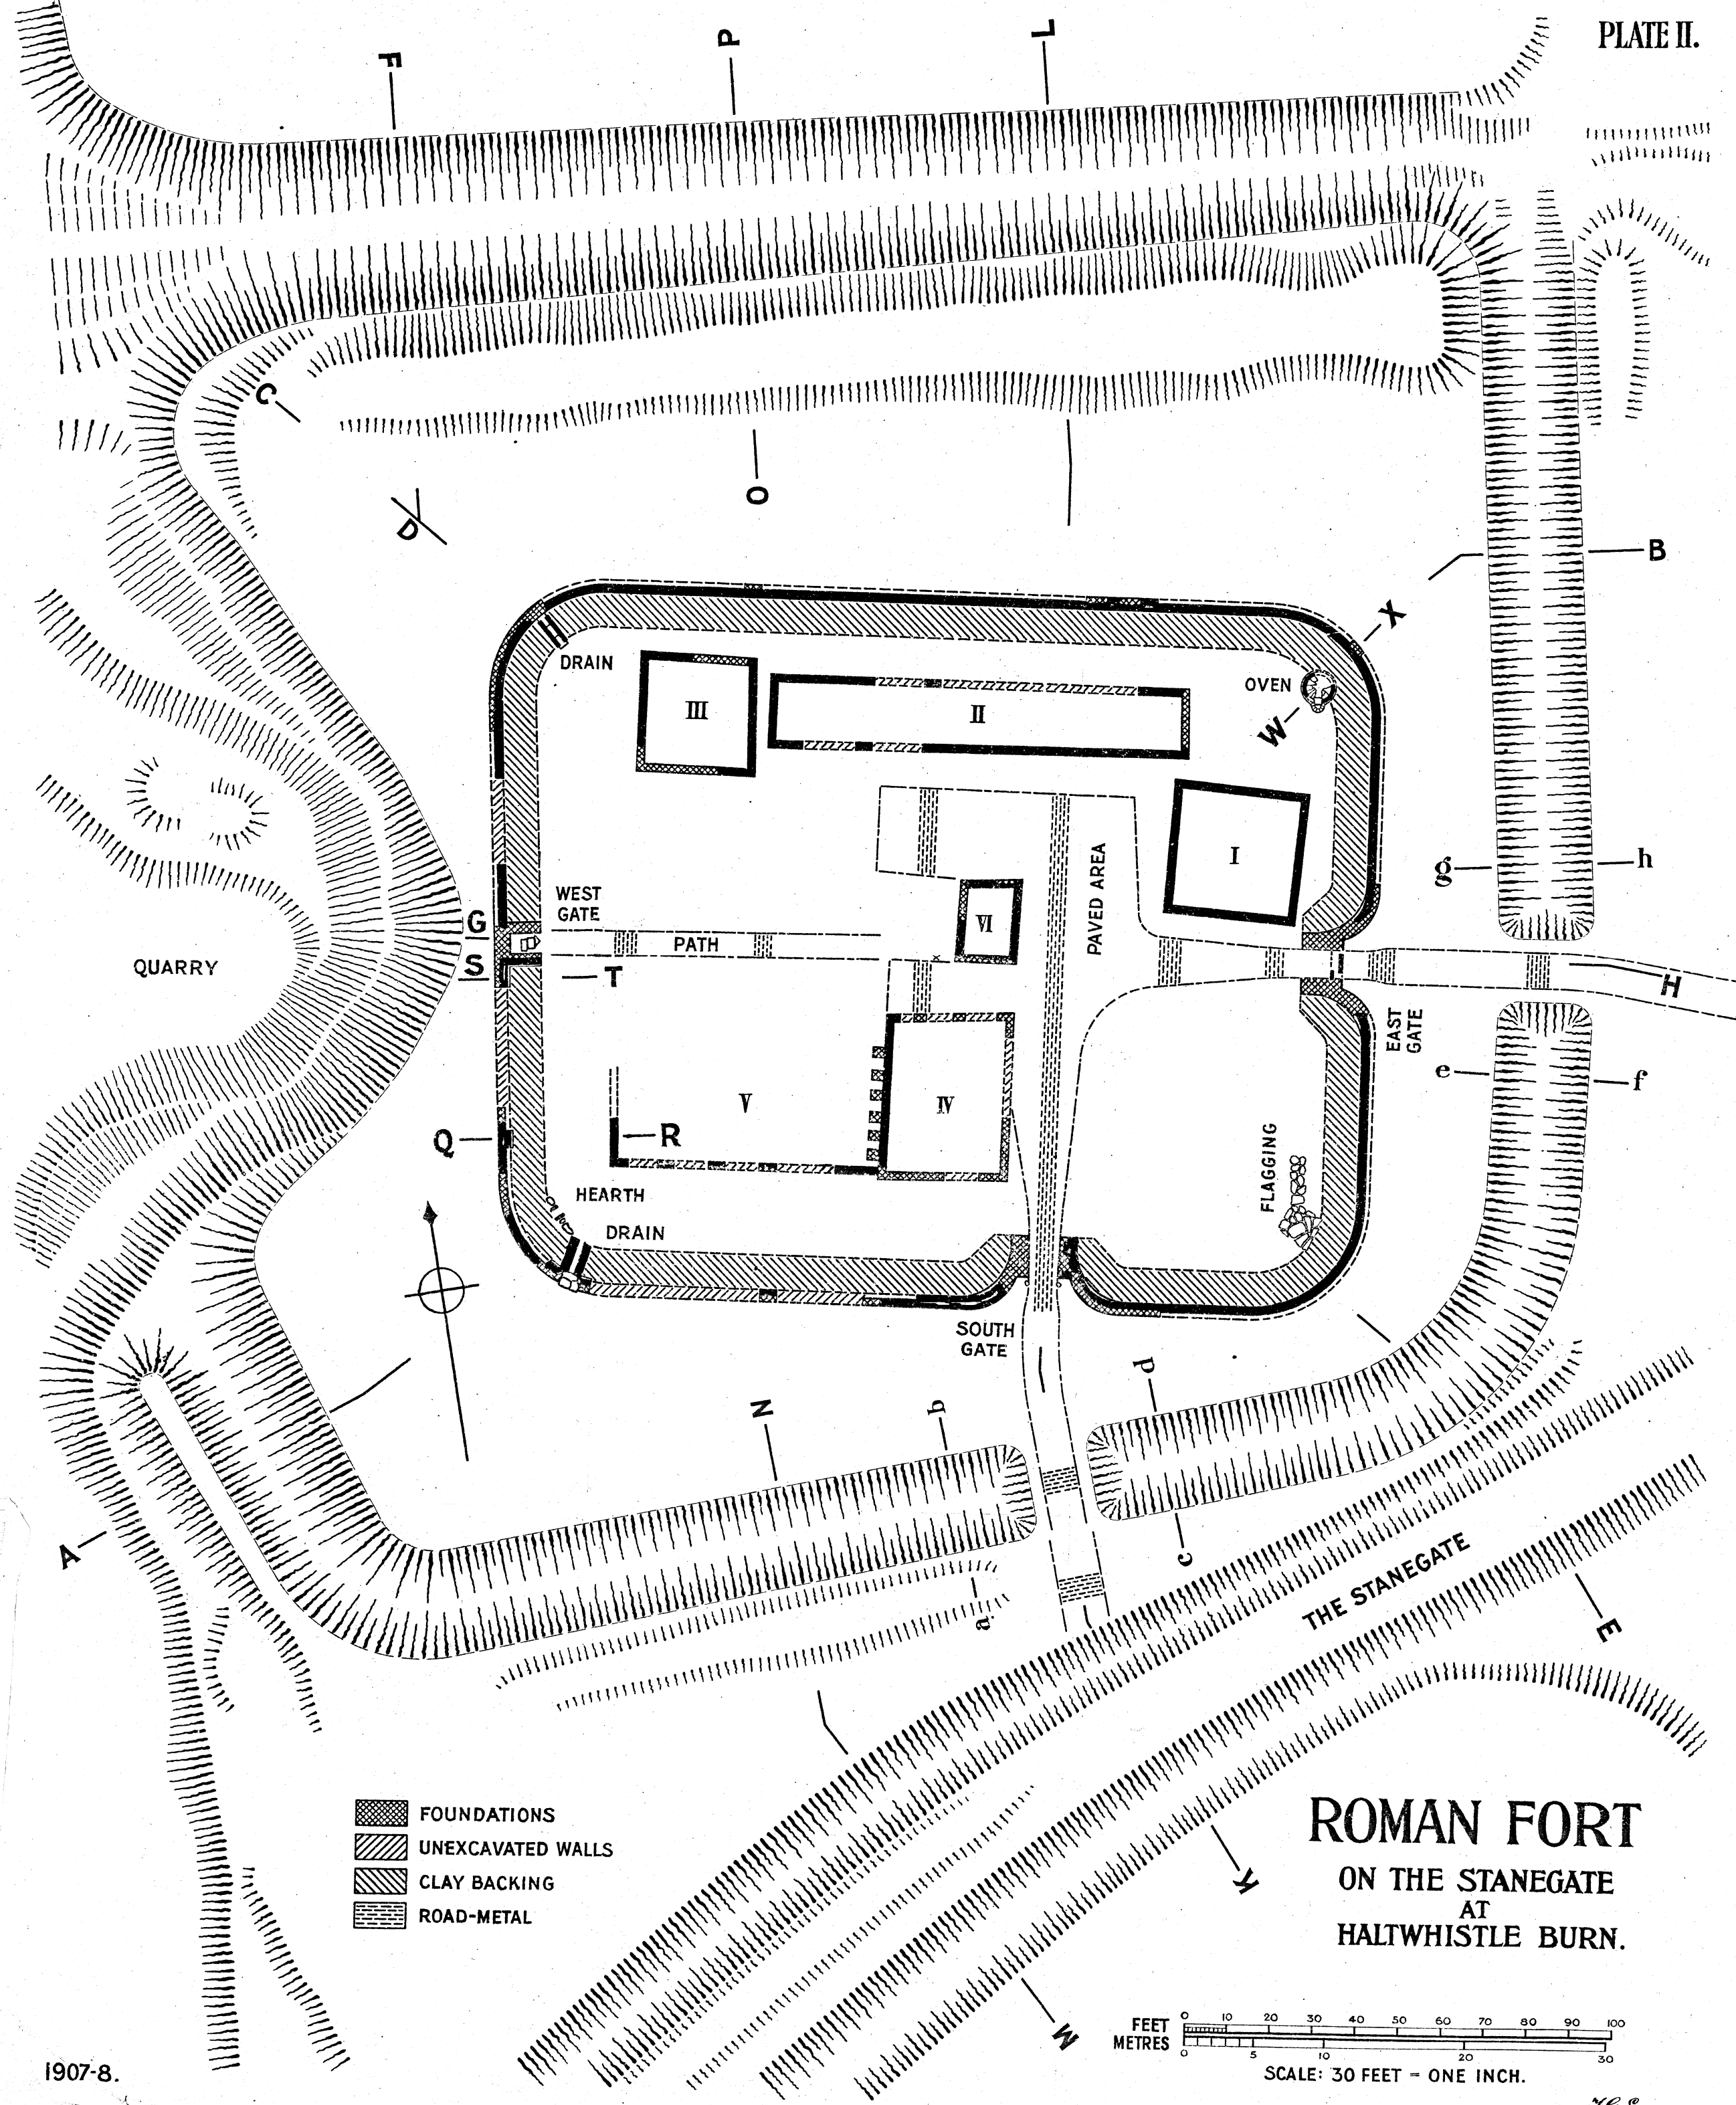 PLATE II.
F
P
L
C
D
O
B
X
DRAIN
III
II
OVEN
W
I
PAVED AREA
g
h
WEST
GATE
VI
G
PATH
S
T
QUARRY
H
EAST
GATE
e
f
V
IV
Q
R
FLAGGING
HEARTH
DRAIN
SOUTH
GATE
d
N
b
A
c
a
THE STANEGATE
E
FOUNDATIONS
UNEXCAVATED WALLS
CLAY BACKING
ROAD-METAL
K
M
ROMAN FORT
ON THE STANEGATE
AT
HALTWHISTLE BURN.
FEET 0 10 20 30 40 50 60 70 80 90 100
METRES 0 5 10 20 30
SCALE: 30 FEET = ONE INCH.
1907-8.